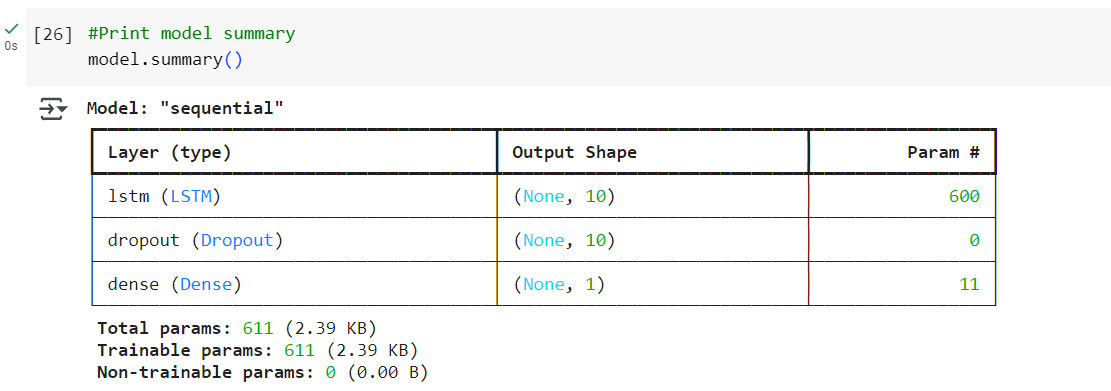 [26] #Print model summary
0s
model.summary()
Model: "sequential"
Layer (type) Output Shape Param #
lstm (LSTM) (None, 10) 600
dropout (Dropout) (None, 10) 0
dense (Dense) (None, 1) 11
Total params: 611 (2.39 KB)
Trainable params: 611 (2.39 KB)
Non-trainable params: 0 (0.00 B)